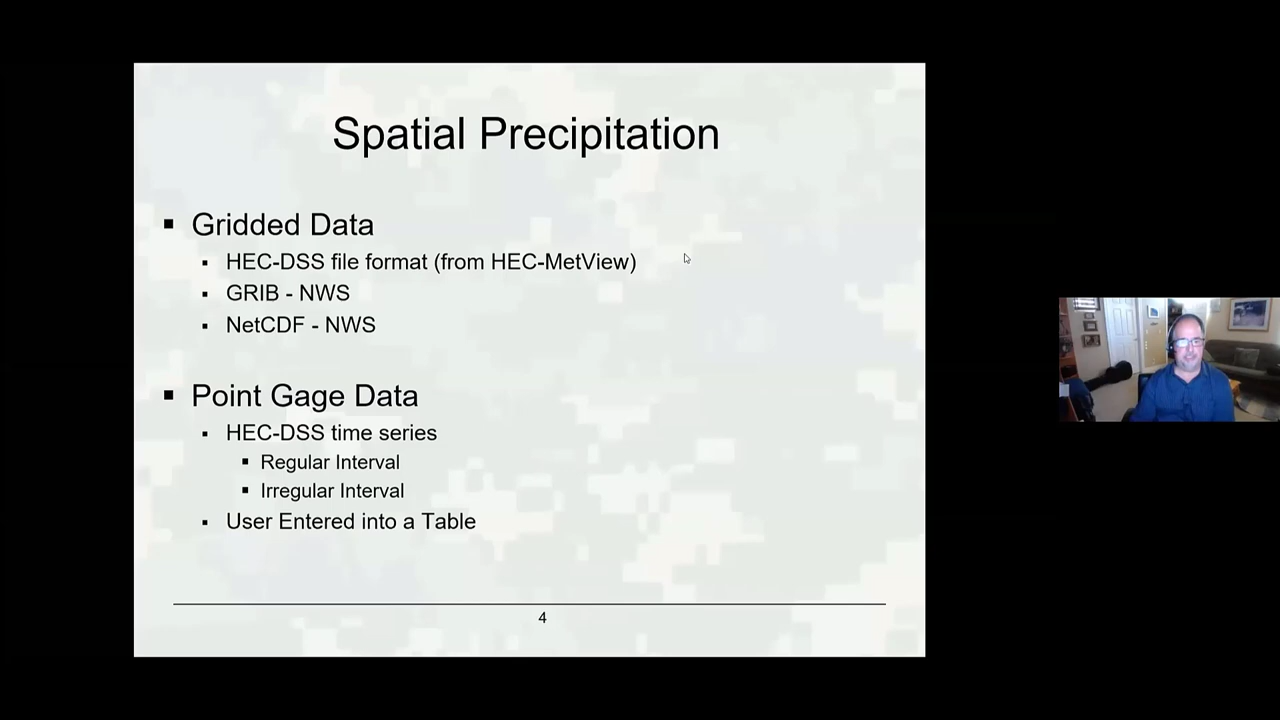 Spatial Precipitation
▪ Gridded Data
▪ HEC-DSS file format (from HEC-MetView)
▪ GRIB - NWS
▪ NetCDF - NWS
▪ Point Gage Data
▪ HEC-DSS time series
▪ Regular Interval
▪ Irregular Interval
▪ User Entered into a Table
4